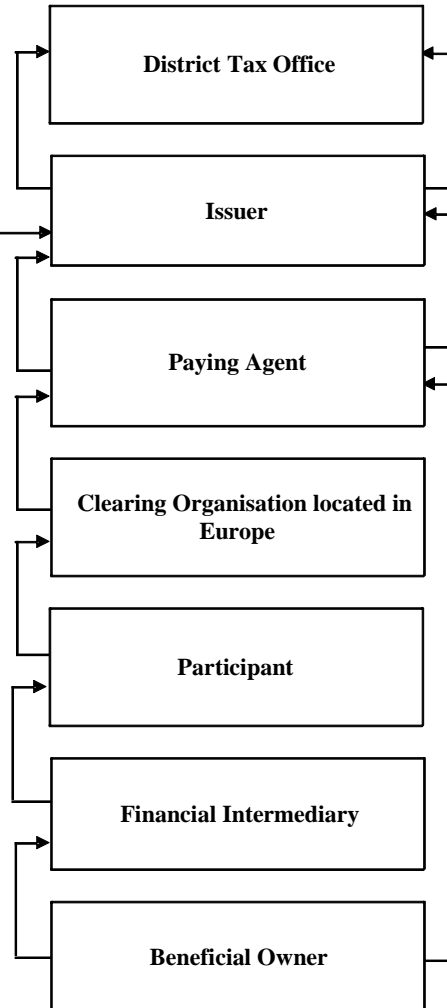 District Tax Office
Issuer
Paying Agent
Clearing Organisation located in
Europe
Participant
Financial Intermediary
Beneficial Owner